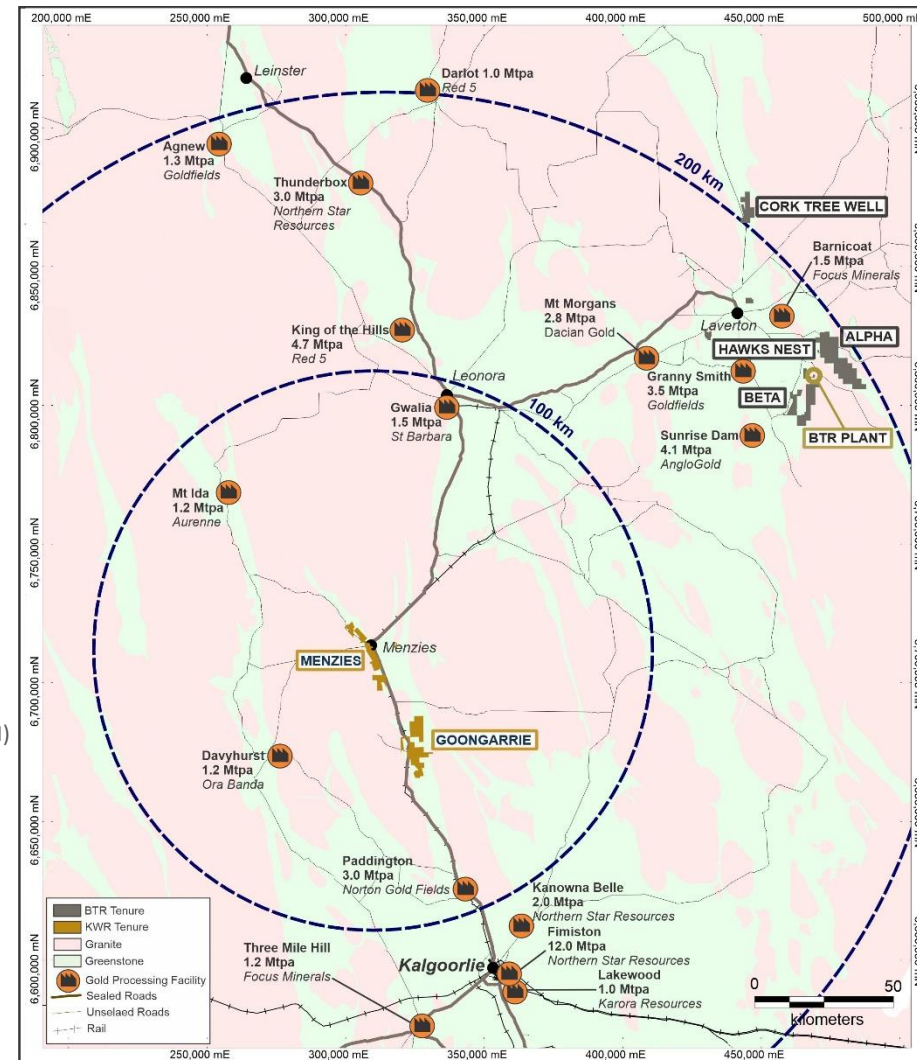 200,000 mE
250,000 mE
300,000 mE
350,000 mE
400,000 mE
450,000 mE
500,000 mE
Leinster
Darlot 1.0 Mtpa
Red 5
6,900,000 mN
Agnew
1.3 Mtpa
Goldfields
Thunderbox
3.0 Mtpa
Northern Star
Resources
200 km
CORK TREE WELL
Barnicoat
1.5 Mtpa
Focus Minerals
6,850,000 mN
Mt Morgans
2.8 Mtpa
Dacian Gold
Laverton
King of the Hills
4.7 Mtpa
Red 5
HAWKS NEST
ALPHA
Leonora
Granny Smith
3.5 Mtpa
Goldfields
BETA
6,800,000 mN
Gwalia
1.5 Mtpa
St Barbara
100 km
BTR PLANT
Sunrise Dam
4.1 Mtpa
AngloGold
Mt Ida
1.2 Mtpa
Aurenne
6,750,000 mN
Menzies
MENZIES
6,700,000 mN
GOONGARRIE
)
Davyhurst
1.2 Mtpa
Ora Banda
6,650,000 mN
Paddington
3.0 Mtpa
Norton Gold Fields
Kanowna Belle
2.0 Mtpa
Northern Star Resources
Fimiston
12.0 Mtpa
Northern Star Resources
Three Mile Hill
1.2 Mtpa
Focus Minerals
Kalgoorlie
Lakewood
1.0 Mtpa
Karora Resources
6,600,000 mN
BTR Tenure
KWR Tenure
Granite
Greenstone
Gold Processing Facility
Sealed Roads
Unsealed Roads
Rail
0
50
kilometers
250,000 mE
300,000 mE
350,000 mE
400,000 mE
450,000 mE